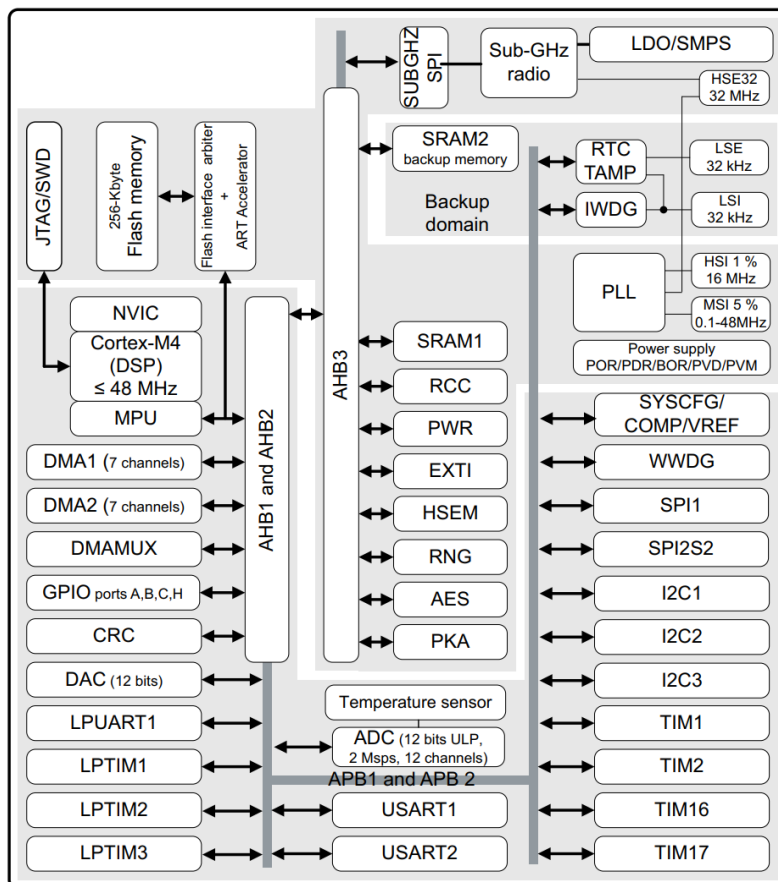 SUBGHZ
SPI
Sub-GHz
radio
LDO/SMPS
HSE32
32 MHz
JTAG/SWD
256-Kbyte
Flash memory
Flash interface arbiter
+
ART Accelerator
SRAM2
backup memory
Backup
domain
RTC
TAMP
IWDG
LSE
32 kHz
LSI
32 kHz
PLL
HSI 1 %
16 MHz
MSI 5 %
0.1-48MHz
Power supply
POR/PDR/BOR/PVD/PVM
NVIC
Cortex-M4
(DSP)
≤ 48 MHz
MPU
DMA1 (7 channels)
DMA2 (7 channels)
DMAMUX
GPIO ports A,B,C,H
CRC
DAC (12 bits)
LPUART1
LPTIM1
LPTIM2
LPTIM3
AHB1 and AHB2
AHB3
SRAM1
RCC
PWR
EXTI
HSEM
RNG
AES
PKA
Temperature sensor
ADC (12 bits ULP,
2 Msps, 12 channels)
APB1 and APB 2
USART1
USART2
SYSCFG/
COMP/VREF
WWDG
SPI1
SPI2S2
I2C1
I2C2
I2C3
TIM1
TIM2
TIM16
TIM17